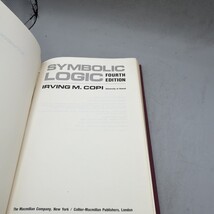 SYMBOLIC
LOGIC FOURTH
EDITION
IRVING M. COPI
The Macmillan Company, New York / Collier-Macmillan Publishers, London